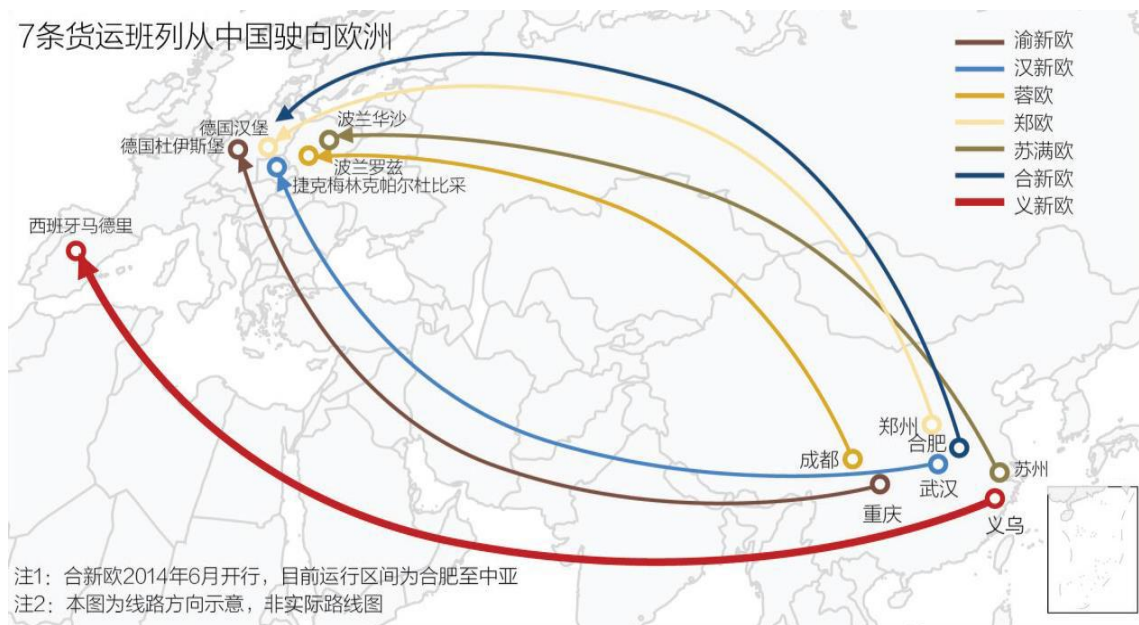 7条货运班列从中国驶向欧洲
渝新欧
汉新欧
蓉欧
郑欧
苏满欧
合新欧
义新欧
波兰华沙
德国汉堡
德国杜伊斯堡
波兰罗兹
捷克梅林克帕尔杜比采
西班牙马德里
郑州
合肥
成都
苏州
武汉
重庆
义乌
注1：合新欧2014年6月开行，目前运行区间为合肥至中亚
注2：本图为线路方向示意，非实际路线图